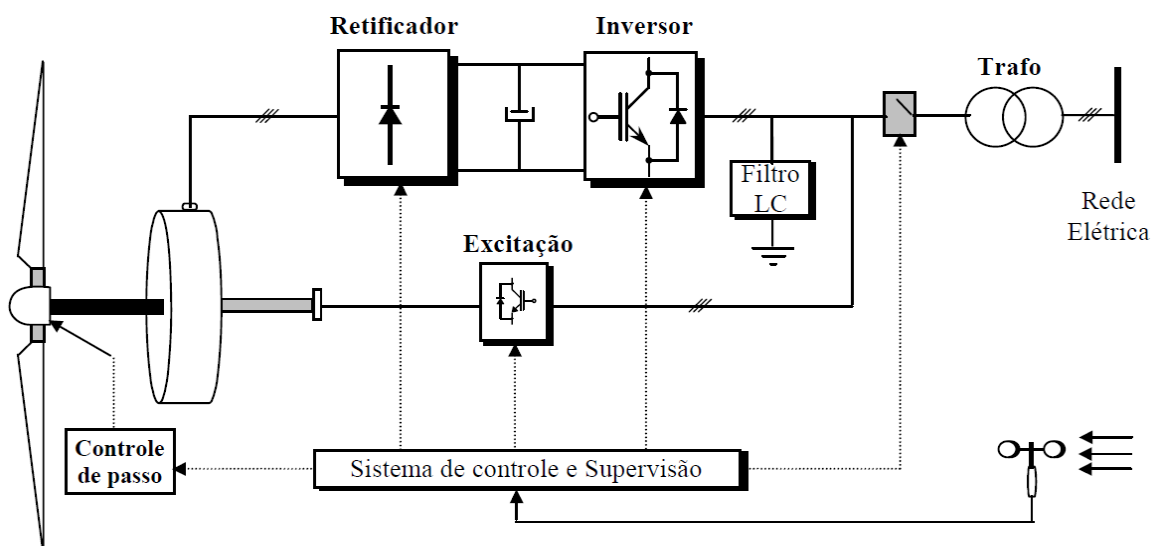 Retificador
Inversor
Trafo
Filtro
LC
Rede
Elétrica
Excitação
Controle
de passo
Sistema de controle e Supervisão